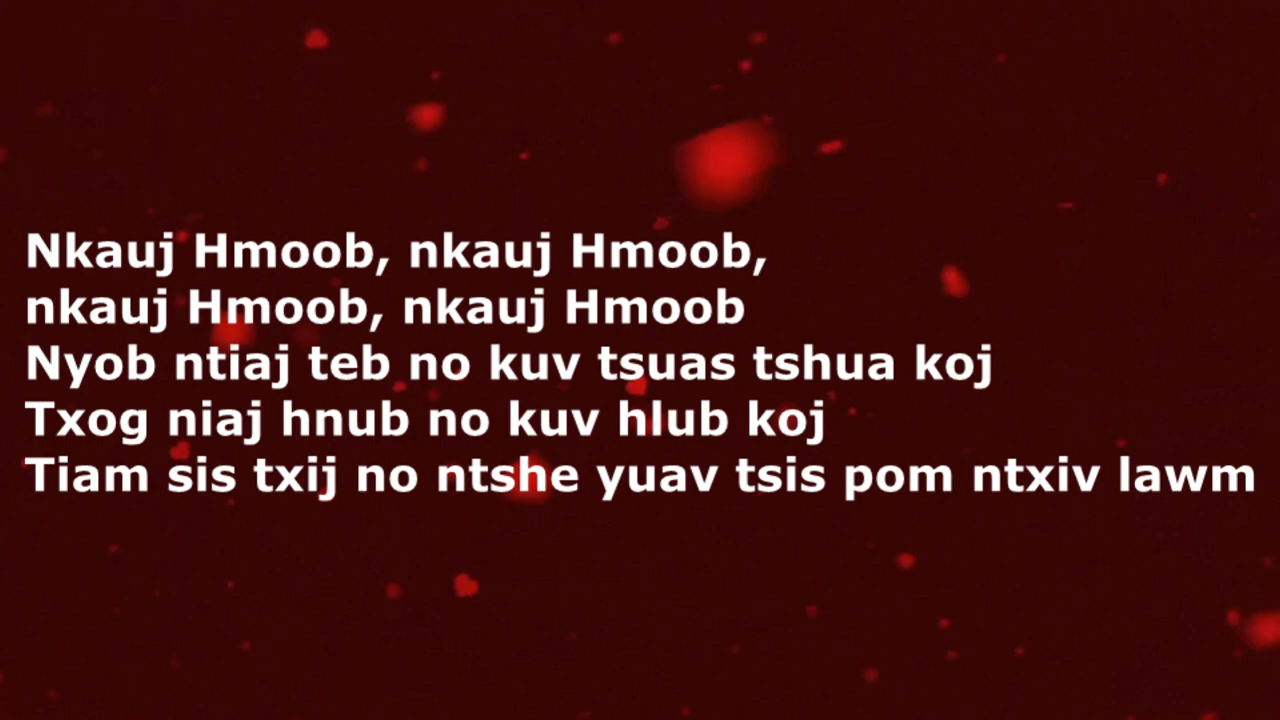 Nkauj Hmoob, nkauj Hmoob,
nkauj Hmoob, nkauj Hmoob
Nyob ntiaj teb no kuv tsuas tshua koj
Txog niaj hnub no kuv hlub koj
Tiam sis txij no ntshe yuav tsis pom ntxiv lawm